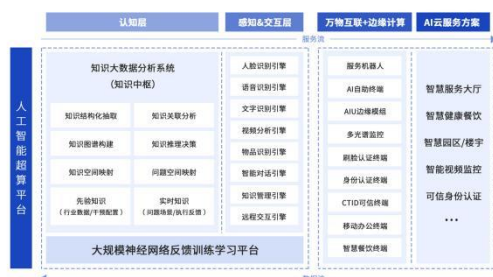 认知层
感知&交互层
万物互联+边缘计算
AI云服务方案
服务流
人工智能超算平台
知识大数据分析系统
(知识中枢)
知识结构化抽取
知识关联分析
知识图谱构建
知识推理决策
知识空间映射
问题空间映射
先验知识
(行业数据/干预配置)
实时知识
(问题场景/执行反馈)
人脸识别引擎
语音识别引擎
文字识别引擎
视频分析引擎
物品识别引擎
智能对话引擎
知识管理引擎
远程交互引擎
大规模神经网络反馈训练学习平台
服务机器人
AI自助终端
AIU边缘模组
多光谱监控
刷脸认证终端
身份认证终端
CTID可信终端
移动办公终端
智慧餐饮终端
智慧服务大厅
智慧健康餐饮
智慧园区/楼宇
智能视频监控
可信身份认证
...